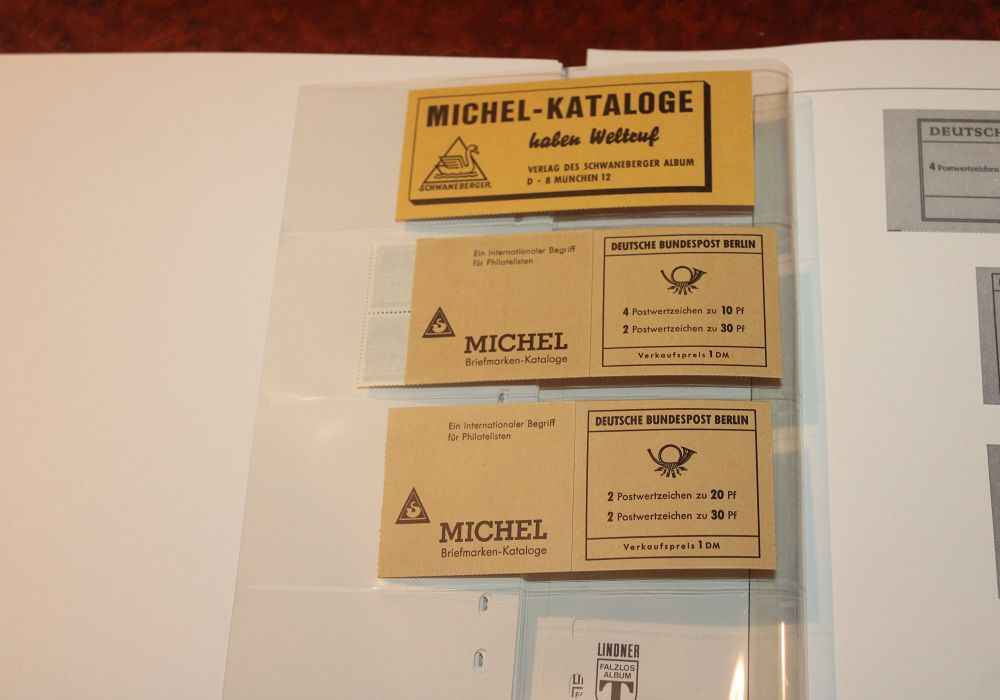 MICHEL-KATALOGE
haben Weltruf
VERLAG DES SCHWANEBERGER ALBUM
D - 8 MÜNCHEN 12
SCHWANEBERGER
Ein internationaler Begriff
für Philatelisten
S
MICHEL
Briefmarken-Kataloge
DEUTSCHE BUNDESPOST BERLIN
4 Postwertzeichen zu 10 Pf
2 Postwertzeichen zu 30 Pf
Verkaufspreis 1 DM
Ein internationaler Begriff
für Philatelisten
S
MICHEL
Briefmarken-Kataloge
DEUTSCHE BUNDESPOST BERLIN
2 Postwertzeichen zu 20 Pf
2 Postwertzeichen zu 30 Pf
Verkaufspreis 1 DM
4 Postwertzeichen
LINDNER
FALZLOS
ALBUM
T